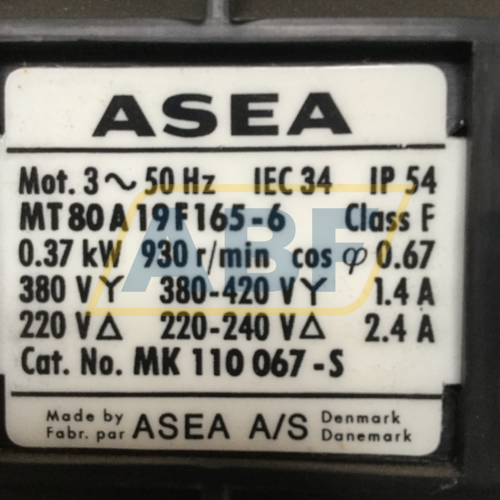 ASEA
Mot. 3~ 50 Hz IEC 34 IP 54
MT 80 A 19 F 165-6 Class F
0.37 kW 930 r/min cos φ 0.67
380 V Y 380-420 V Y 1.4 A
220 V Δ 220-240 V Δ 2.4 A
Cat. No. MK 110 067-S
Made by ASEA A/S Denmark
Fabr. par Danemark
ABF